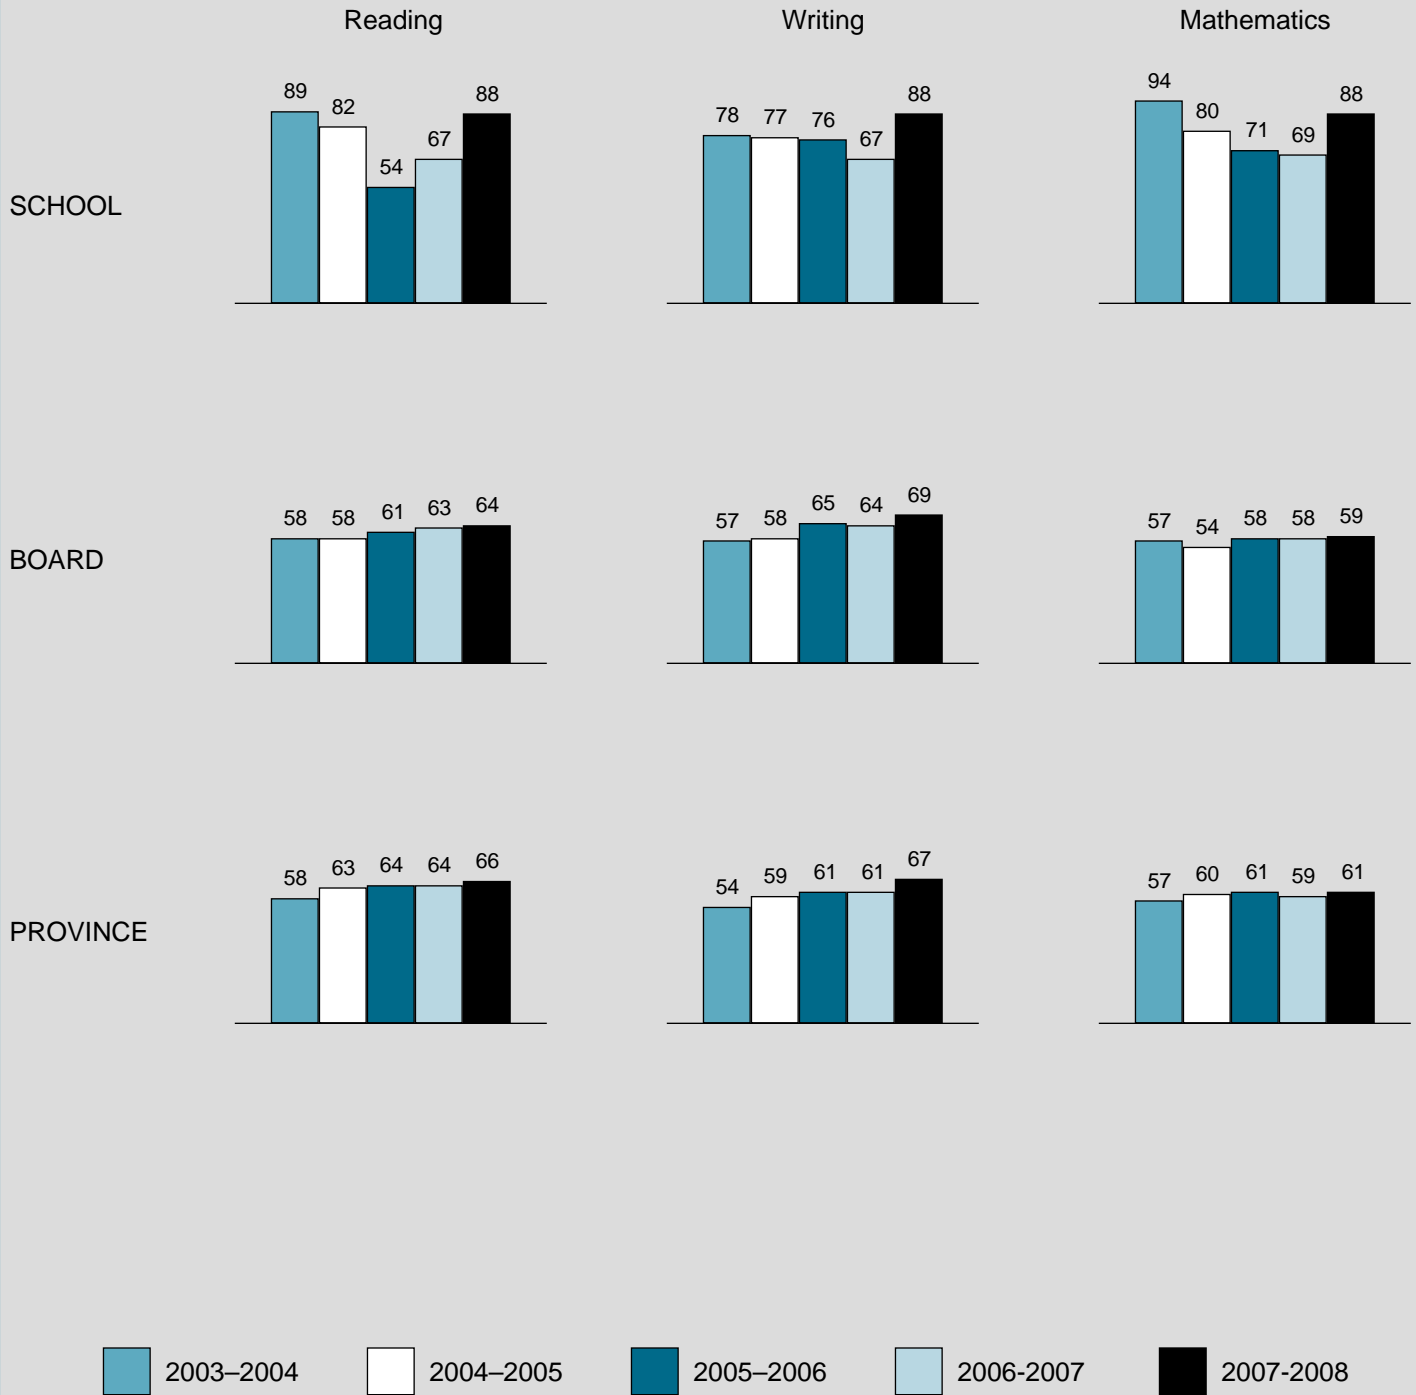 Reading Writing Mathematics
SCHOOL
89 82 54 67 88
78 77 76 67 88
94 80 71 69 88
BOARD
58 58 61 63 64
57 58 65 64 69
57 54 58 58 59
PROVINCE
58 63 64 64 66
54 59 61 61 67
57 60 61 59 61
2003–2004 2004–2005 2005–2006 2006-2007 2007-2008